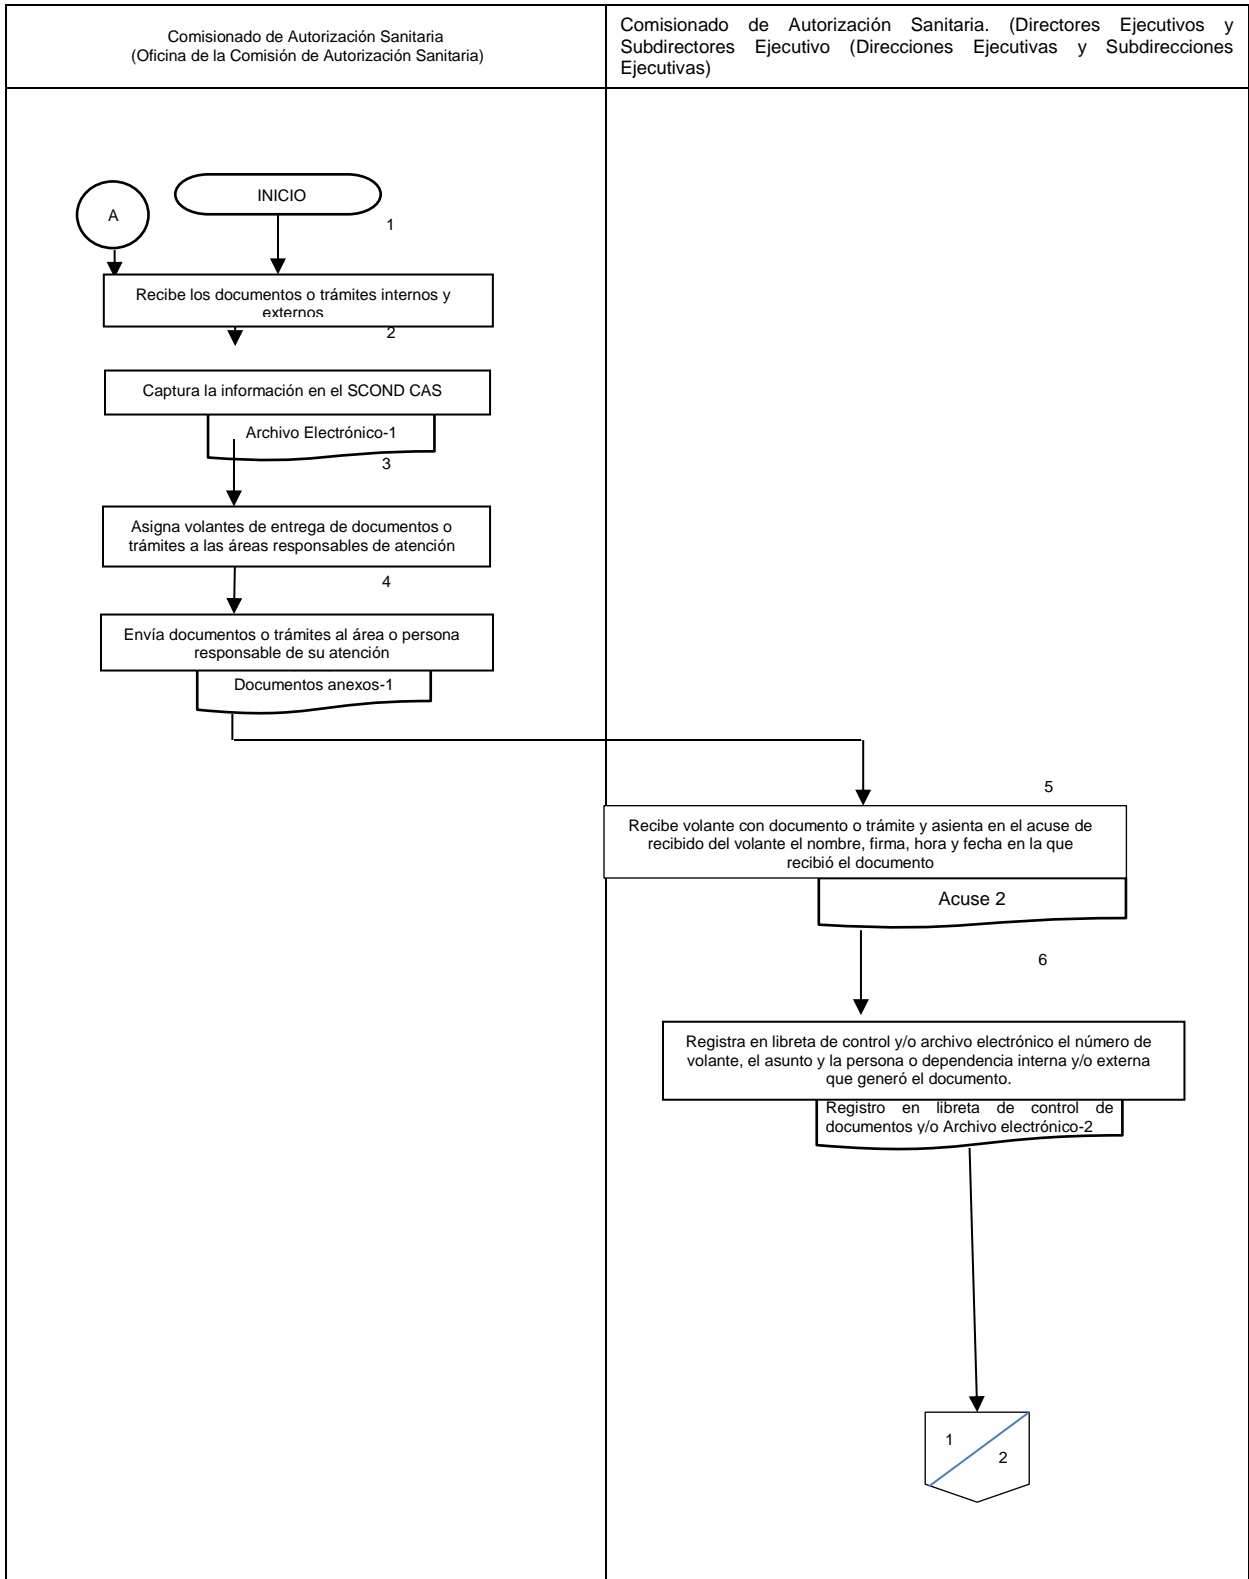 Comisionado de Autorización Sanitaria
(Oficina de la Comisión de Autorización Sanitaria)
Comisionado de Autorización Sanitaria. (Directores Ejecutivos y
Subdirectores Ejecutivo (Direcciones Ejecutivas y Subdirecciones
Ejecutivas)
A
INICIO
1
Recibe los documentos o trámites internos y
externos
2
Captura la información en el SCOND CAS
Archivo Electrónico-1
3
Asigna volantes de entrega de documentos o
trámites a las áreas responsables de atención
4
Envía documentos o trámites al área o persona
responsable de su atención
Documentos anexos-1
5
Recibe volante con documento o trámite y asienta en el acuse de
recibido del volante el nombre, firma, hora y fecha en la que
recibió el documento
Acuse 2
6
Registra en libreta de control y/o archivo electrónico el número de
volante, el asunto y la persona o dependencia interna y/o externa
que generó el documento.
Registro en libreta de control de
documentos y/o Archivo electrónico-2
1
2